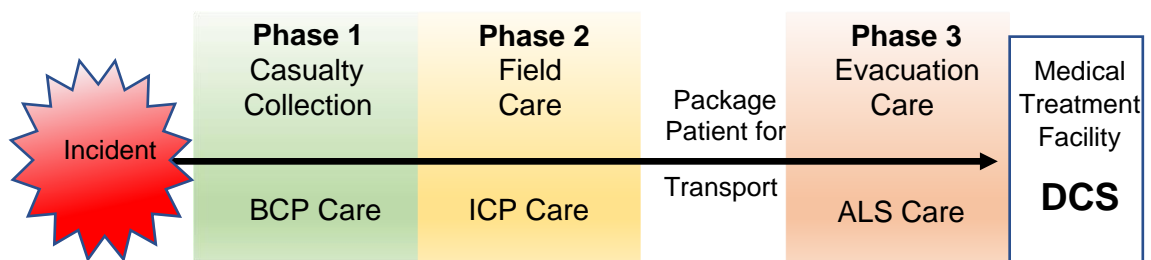 Incident
Phase 1
Casualty
Collection
BCP Care
Phase 2
Field
Care
ICP Care
Package
Patient for
Transport
Phase 3
Evacuation
Care
ALS Care
Medical
Treatment
Facility
DCS